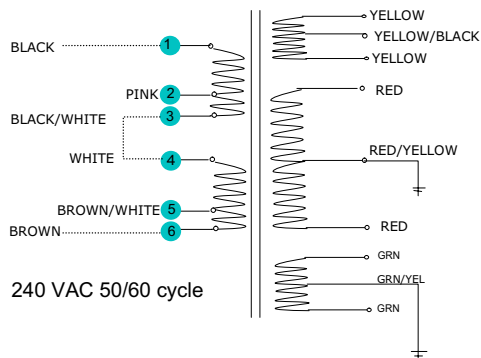 BLACK 1
PINK 2
BLACK/WHITE 3
WHITE 4
BROWN/WHITE 5
BROWN 6
240 VAC 50/60 cycle
YELLOW
YELLOW/BLACK
YELLOW
RED
RED/YELLOW
RED
GRN
GRN/YEL
GRN